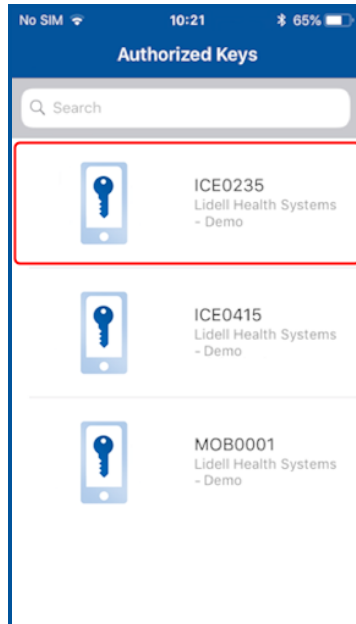 No SIM 10:21 65%
Authorized Keys
Search
ICE0235
Lidell Health Systems
- Demo
ICE0415
Lidell Health Systems
- Demo
MOB0001
Lidell Health Systems
- Demo